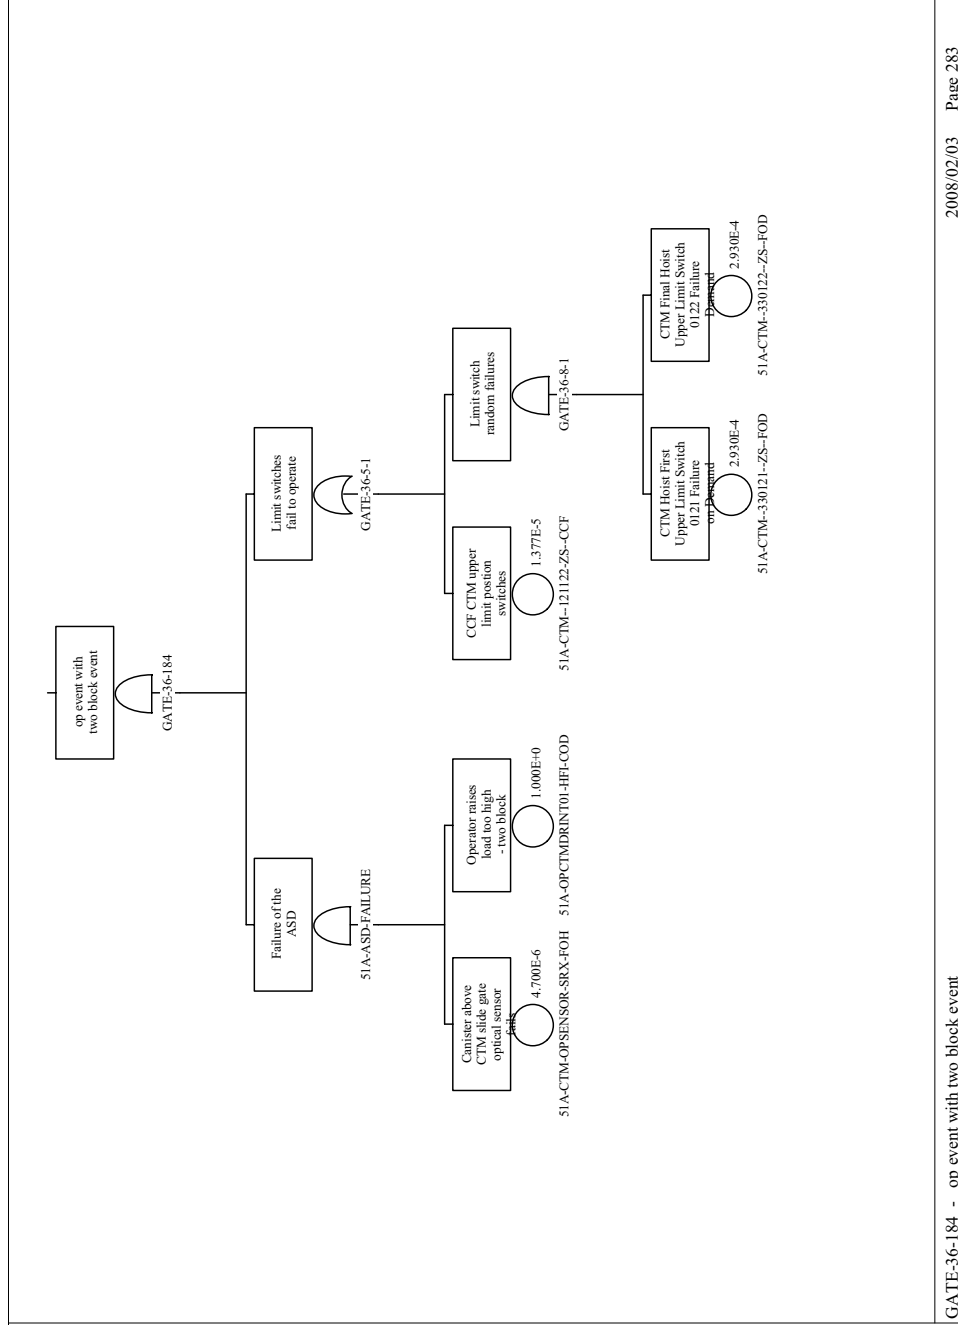 op event with
two block event
GATE-36-184
Failure of the
ASD
51A-ASD-FAILURE
Limit switches
fail to operate
GATE-36-5-1
Canister above
CTM slide gate
optical sensor
fails
4.700E-6
51A-CTM-OPSENSOR-SRX-FOH
Operator raises
load too high
- two block
1.000E+0
51A-OPCTMDRINT01-HFI-COD
CCF CTM upper
limit postion
switches
1.377E-5
51A-CTM--121122-ZS--CCF
Limit switch
random failures
GATE-36-8-1
CTM Hoist First
Upper Limit Switch
0121 Failure
on Demand
2.930E-4
51A-CTM--330121--ZS--FOD
CTM Final Hoist
Upper Limit Switch
0122 Failure
Demand
2.930E-4
51A-CTM--330122--ZS--FOD
GATE-36-184 - op event with two block event
2008/02/03 Page 283